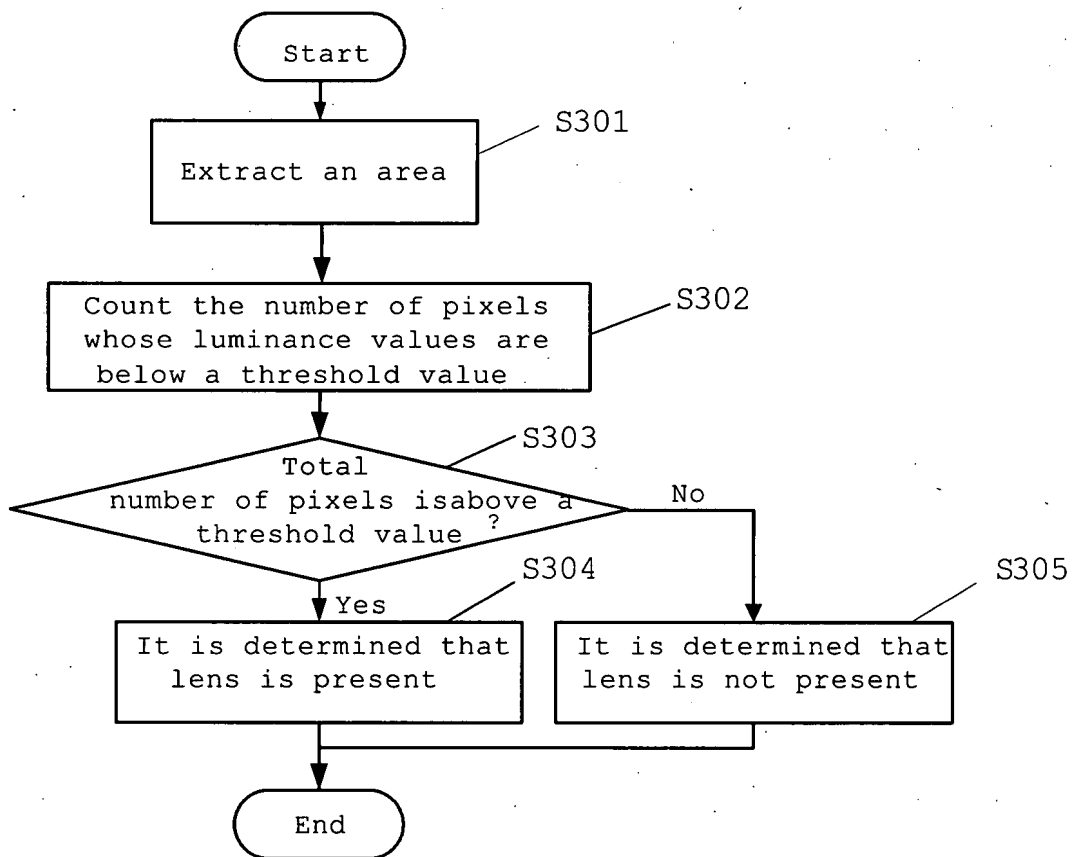 Start
S301
Extract an area
S302
Count the number of pixels
whose luminance values are
below a threshold value
S303
Total
number of pixels isabove a
threshold value ?
No
S304
S305
Yes
It is determined that
lens is present
It is determined that
lens is not present
End